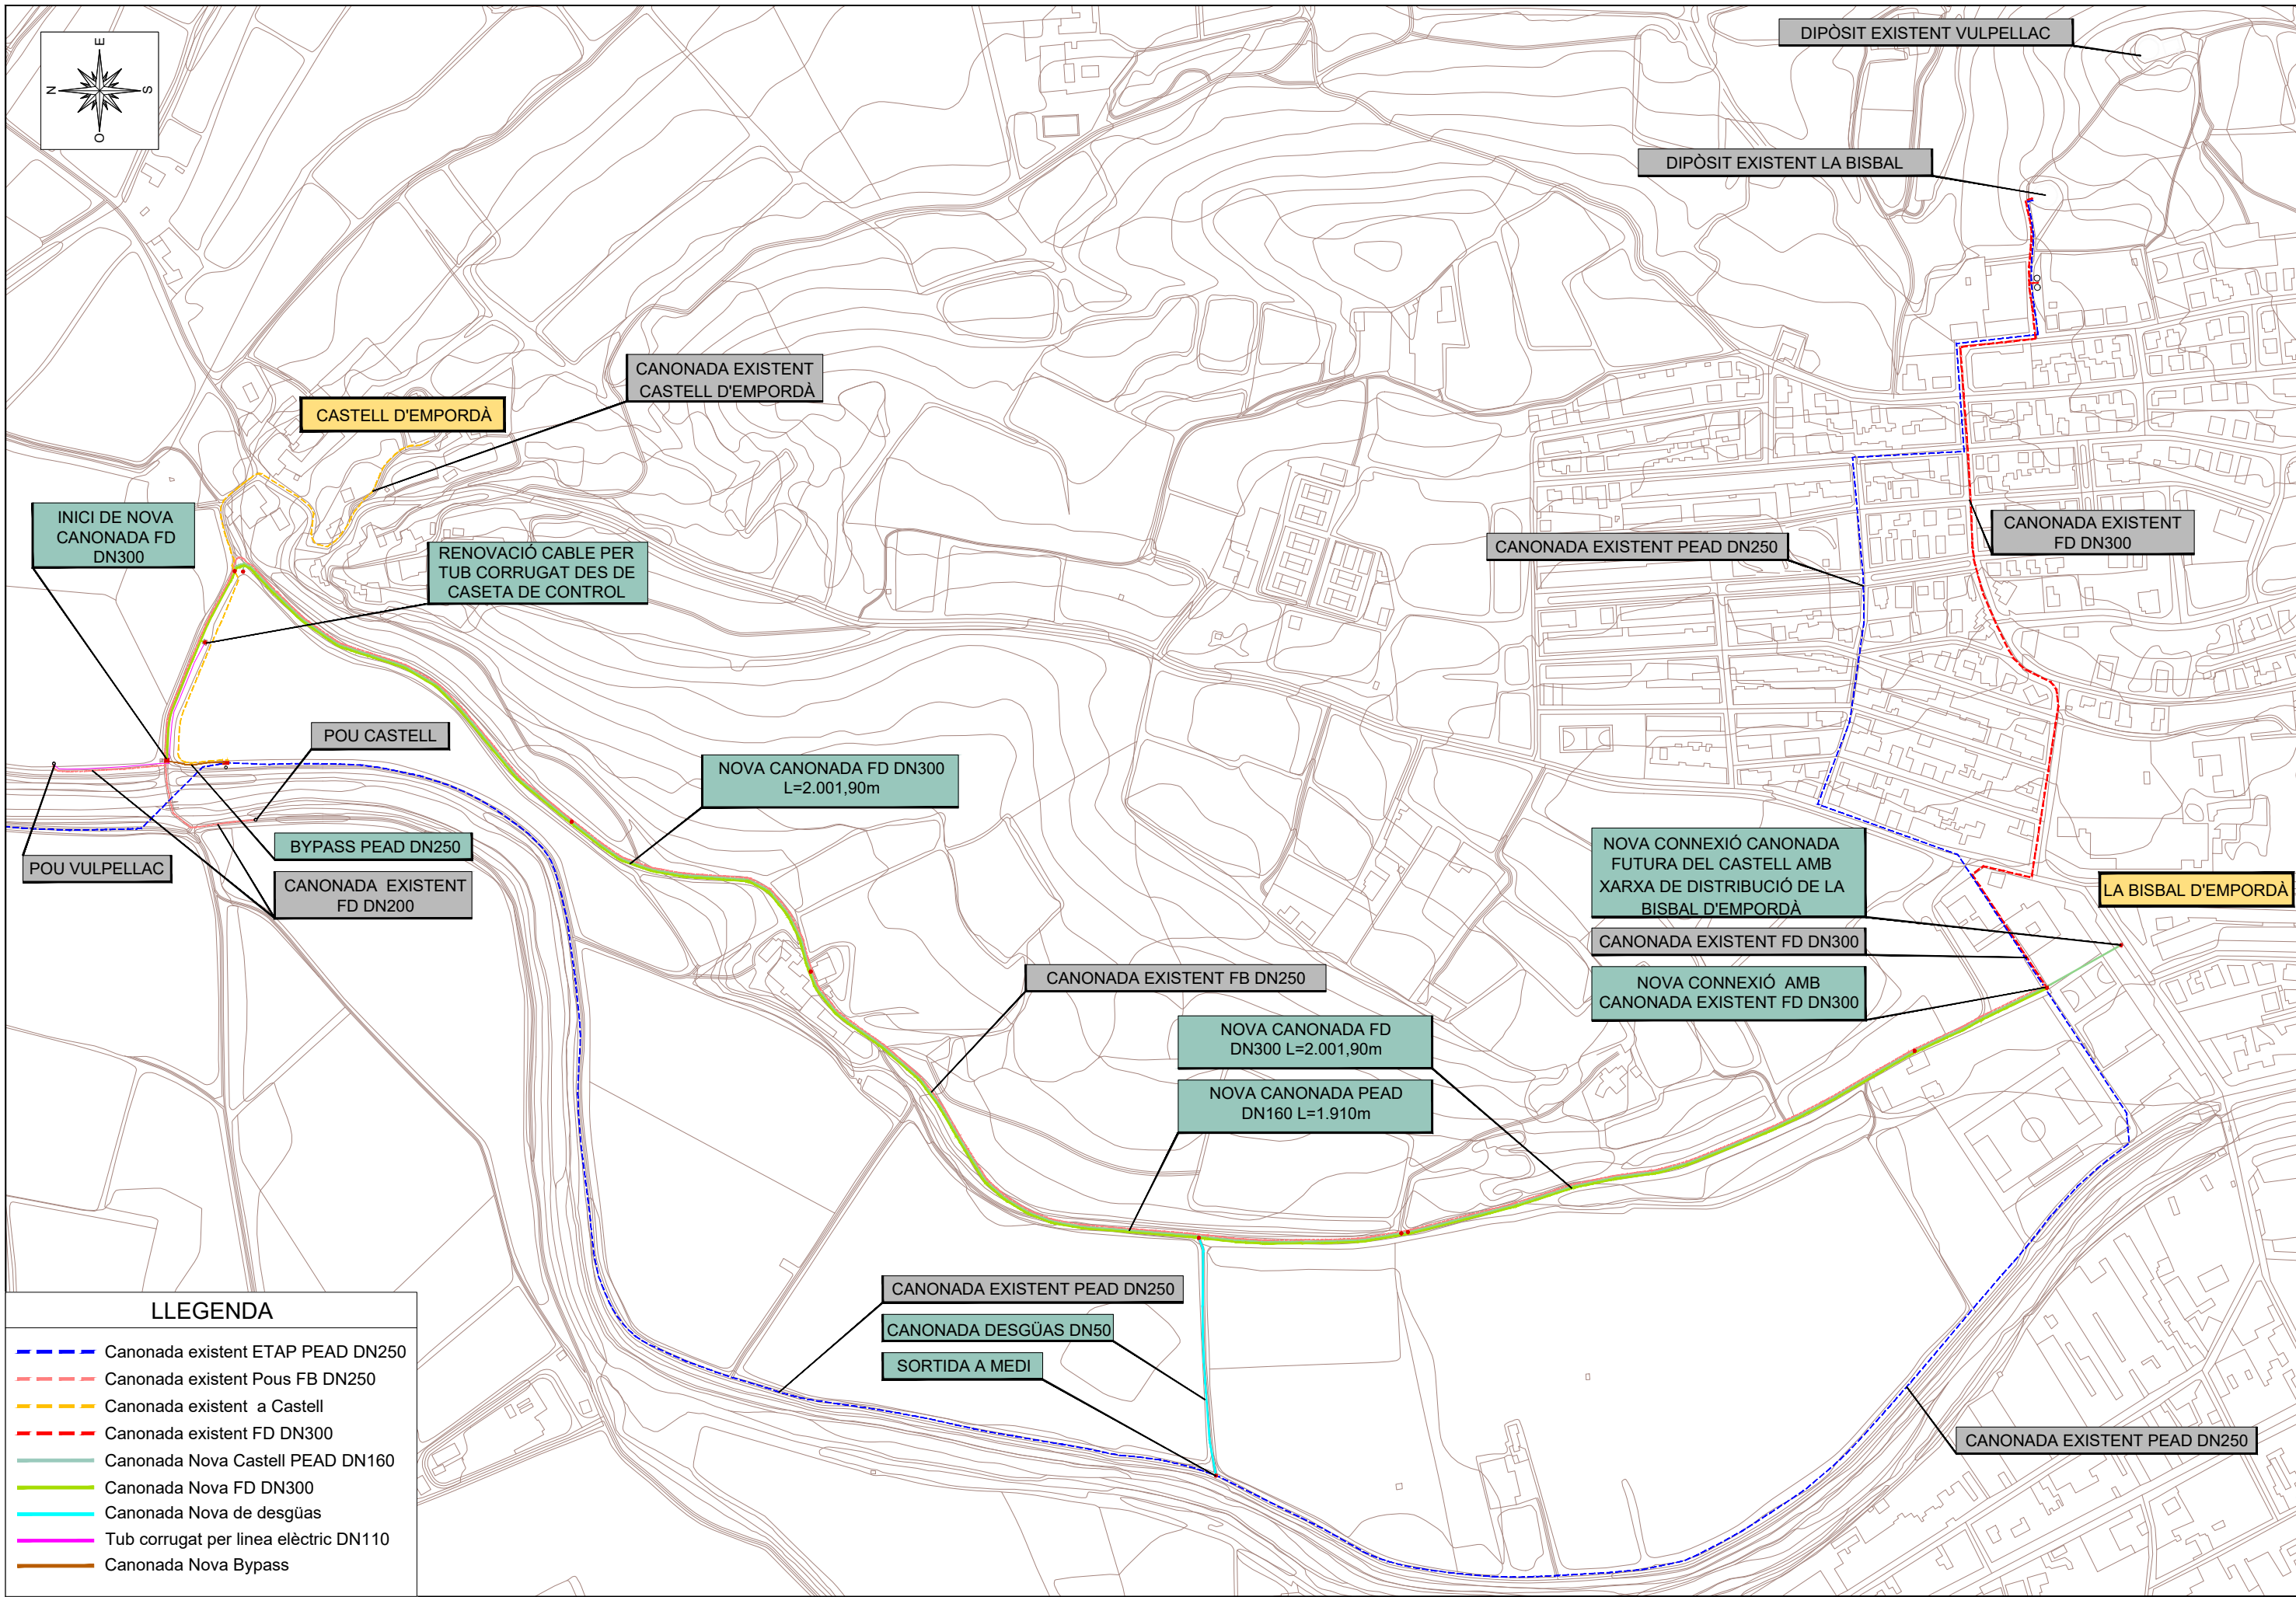 E
N
S
O
DIPÒSIT EXISTENT VULPELLAC
DIPÒSIT EXISTENT LA BISBAL
CANONADA EXISTENT
CASTELL D'EMPORDÀ
CASTELL D'EMPORDÀ
INICI DE NOVA
CANONADA FD
DN300
RENOVACIÓ CABLE PER
TUB CORRUGAT DES DE
CASETA DE CONTROL
CANONADA EXISTENT PEAD DN250
CANONADA EXISTENT
FD DN300
POU CASTELL
NOVA CANONADA FD DN300
L=2.001,90m
BYPASS PEAD DN250
POU VULPELLAC
CANONADA EXISTENT
FD DN200
NOVA CONNEXIÓ CANONADA
FUTURA DEL CASTELL AMB
XARXA DE DISTRIBUCIÓ DE LA
BISBAL D'EMPORDÀ
LA BISBAL D'EMPORDÀ
CANONADA EXISTENT FD DN300
CANONADA EXISTENT FB DN250
NOVA CONNEXIÓ AMB
CANONADA EXISTENT FD DN300
NOVA CANONADA FD
DN300 L=2.001,90m
NOVA CANONADA PEAD
DN160 L=1.910m
CANONADA EXISTENT PEAD DN250
CANONADA DESGÜAS DN50
SORTIDA A MEDI
CANONADA EXISTENT PEAD DN250
LLEGENDA
Canonada existent ETAP PEAD DN250
Canonada existent Pous FB DN250
Canonada existent a Castell
Canonada existent FD DN300
Canonada Nova Castell PEAD DN160
Canonada Nova FD DN300
Canonada Nova de desgüas
Tub corrugat per linea elèctric DN110
Canonada Nova Bypass